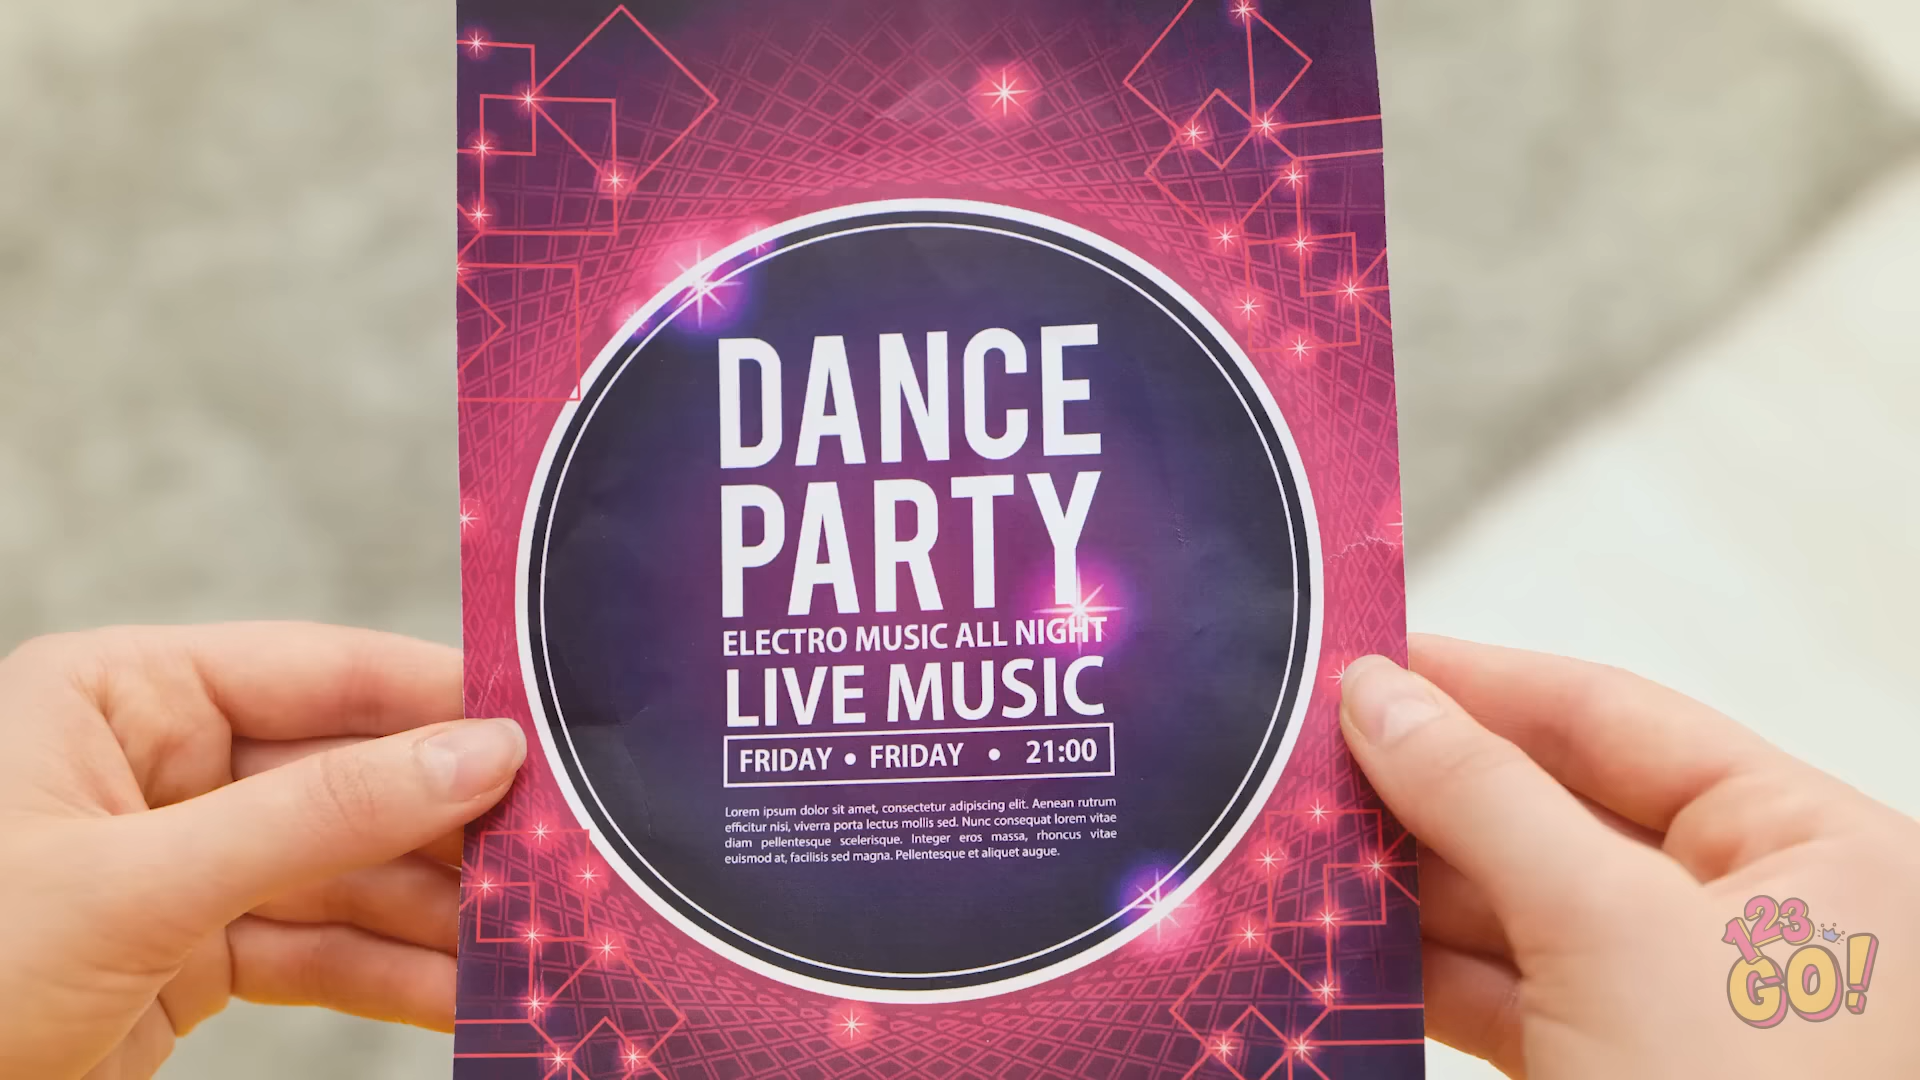 DANCE
PARTY
ELECTRO MUSIC ALL NIGHT
LIVE MUSIC
FRIDAY • FRIDAY • 21:00
Lorem ipsum dolor sit amet, consectetur adipiscing elit. Aenean rutrum
efficitur nisi, viverra porta lectus mollis sed. Nunc consequat lorem vitae
diam pellentesque scelerisque. Integer eros massa, rhoncus vitae
euismod at, facilisis sed magna. Pellentesque et aliquet augue.
123
GO!